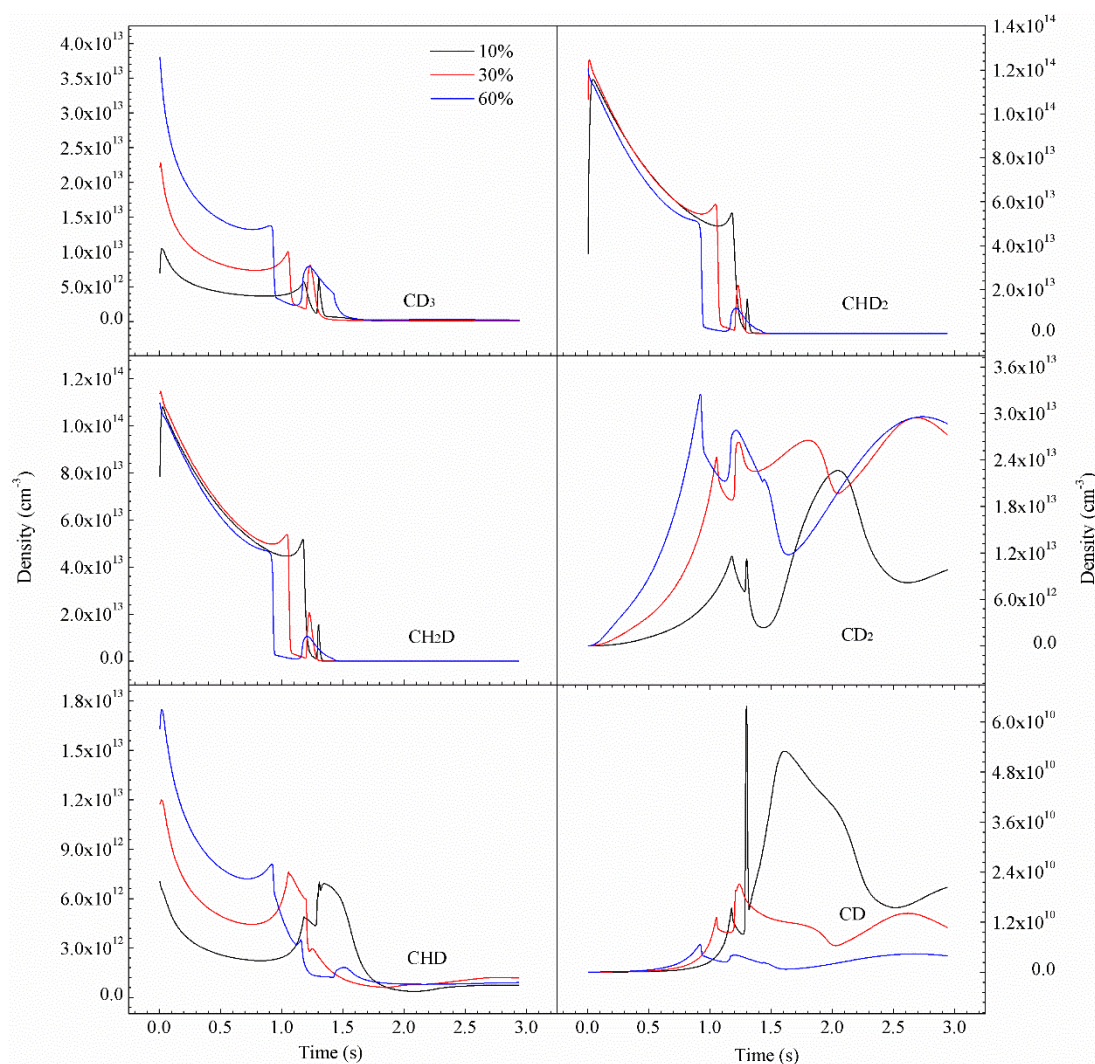 10%
30%
60%
4.0x10^13
3.5x10^13
3.0x10^13
2.5x10^13
2.0x10^13
1.5x10^13
1.0x10^13
5.0x10^12
0.0
CD3
1.4x10^14
1.2x10^14
1.0x10^14
8.0x10^13
6.0x10^13
4.0x10^13
2.0x10^13
0.0
CHD2
1.2x10^14
1.0x10^14
8.0x10^13
6.0x10^13
4.0x10^13
2.0x10^13
0.0
CH2D
Density (cm^-3)
3.6x10^13
3.0x10^13
2.4x10^13
1.8x10^13
1.2x10^13
6.0x10^12
0.0
CD2
Density (cm^-3)
1.8x10^13
1.5x10^13
1.2x10^13
9.0x10^12
6.0x10^12
3.0x10^12
0.0
CHD
6.0x10^10
4.8x10^10
3.6x10^10
2.4x10^10
1.2x10^10
0.0
CD
0.0 0.5 1.0 1.5 2.0 2.5 3.0
Time (s)
0.0 0.5 1.0 1.5 2.0 2.5 3.0
Time (s)